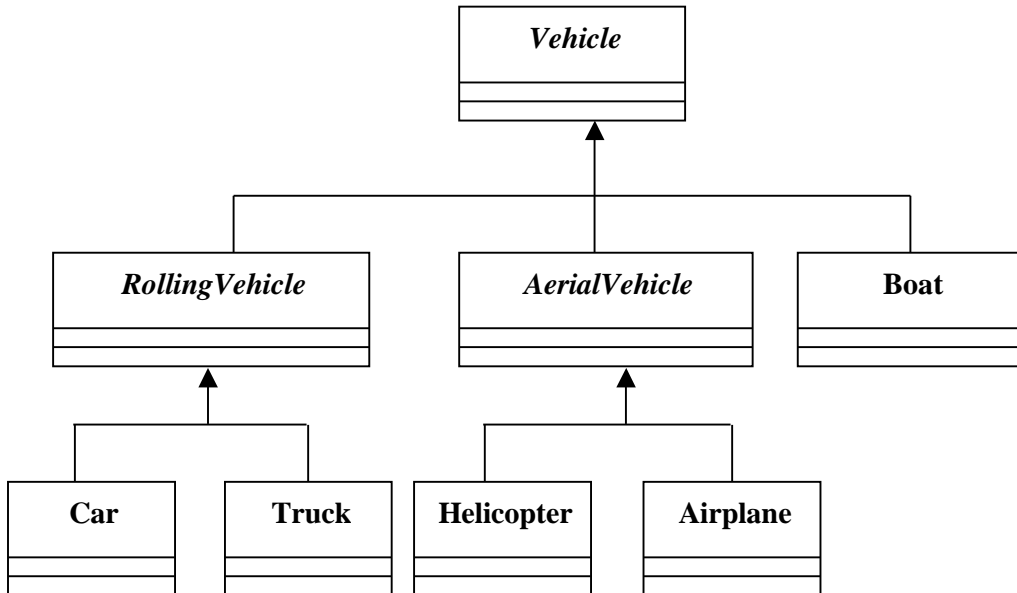 Vehicle
RollingVehicle
AerialVehicle
Boat
Car
Truck
Helicopter
Airplane